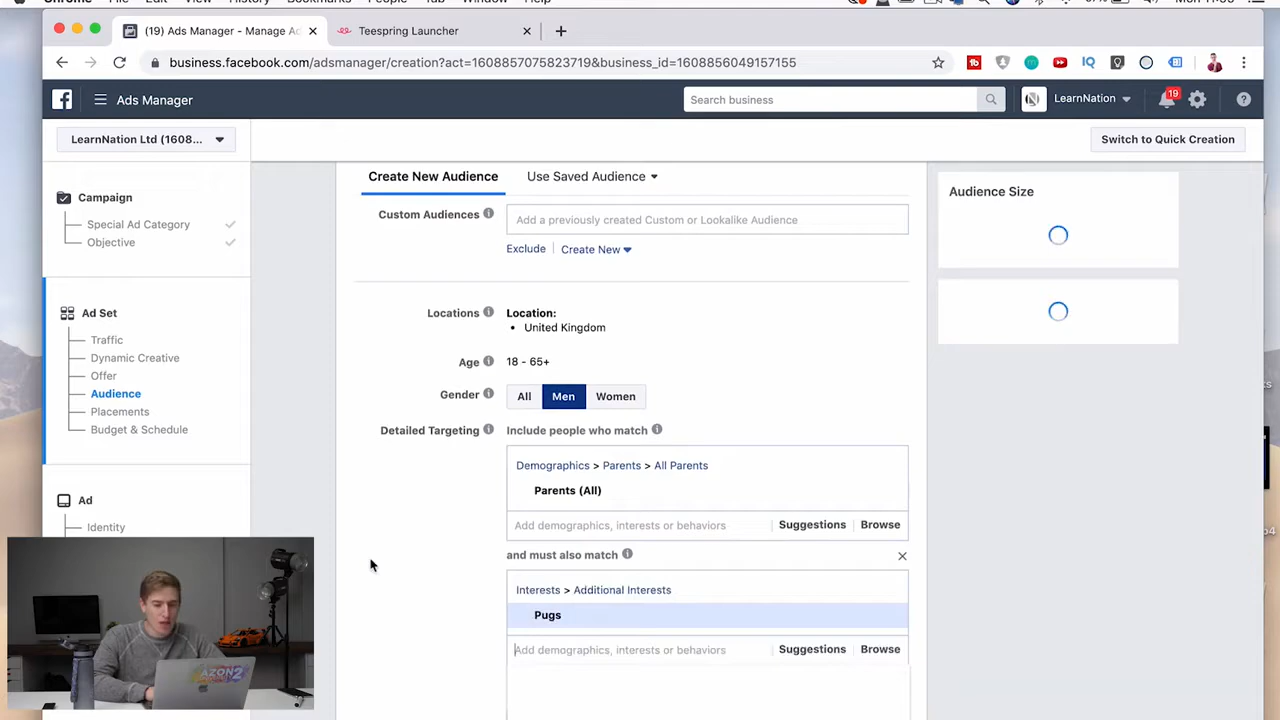 (19) Ads Manager - Manage Ad
Teespring Launcher
business.facebook.com/adsmanager/creation?act=1608857075823719&business_id=1608856049157155
Ads Manager
Search business
LearnNation
19
LearnNation Ltd (1608...
Switch to Quick Creation
Campaign
Special Ad Category
Objective
Ad Set
Traffic
Dynamic Creative
Offer
Audience
Placements
Budget & Schedule
Ad
Identity
Create New Audience
Use Saved Audience
Custom Audiences
Add a previously created Custom or Lookalike Audience
Exclude
Create New
Locations
Location:
• United Kingdom
Age
18 - 65+
Gender
All
Men
Women
Detailed Targeting
Include people who match
Demographics > Parents > All Parents
Parents (All)
Add demographics, interests or behaviors
Suggestions
Browse
and must also match
Interests > Additional Interests
Pugs
Add demographics, interests or behaviors
Suggestions
Browse
Audience Size
AZON2